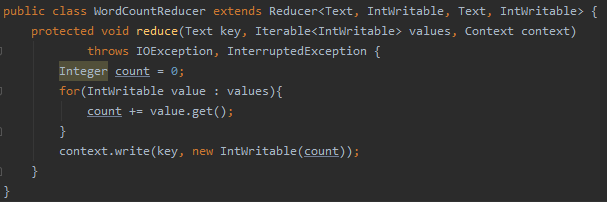 public class WordCountReducer extends Reducer<Text, IntWritable, Text, IntWritable> {
    protected void reduce(Text key, Iterable<IntWritable> values, Context context)
            throws IOException, InterruptedException {
        Integer count = 0;
        for(IntWritable value : values){
            count += value.get();
        }
        context.write(key, new IntWritable(count));
    }
}